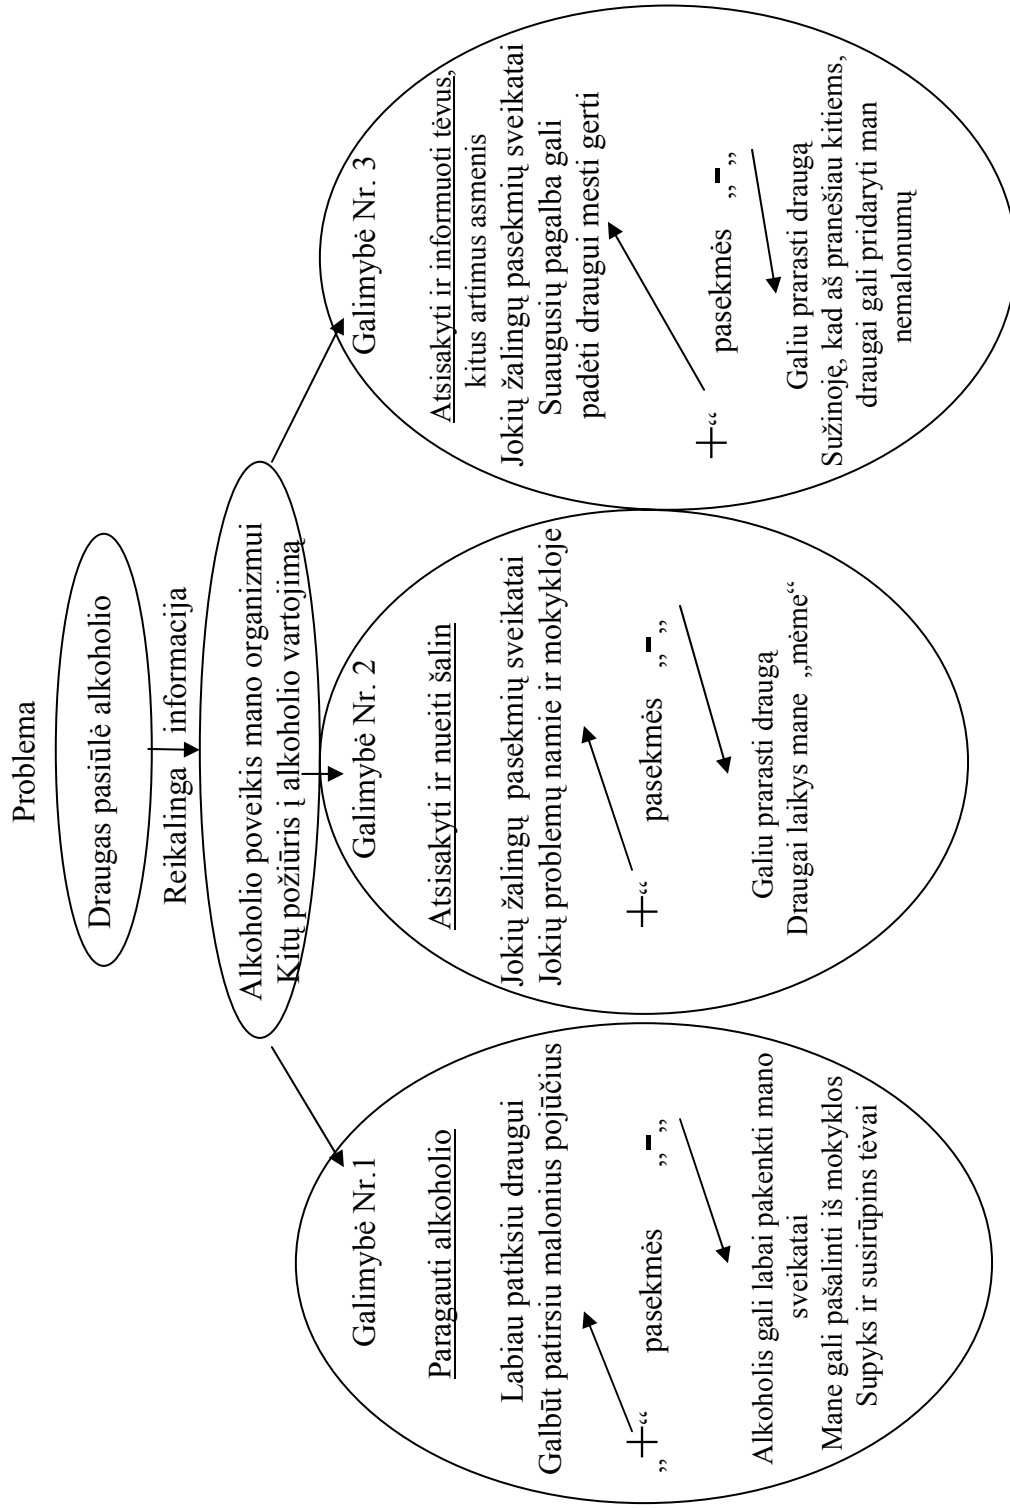 Problema
Draugas pasiūlė alkoholio
Reikalinga informacija
Alkoholio poveikis mano organizmui
Kitų požiūris į alkoholio vartojimą
Galimybė Nr.1
Paragauti alkoholio
Labiau patiksiu draugui
Galbūt patirsiu malonius pojūčius
„+“ pasekmės „-„
Alkoholis gali labai pakenkti mano
sveikatai
Mane gali pašalinti iš mokyklos
Supyks ir susirūpins tėvai
Galimybė Nr. 2
Atsisakyti ir nueiti šalin
Jokių žalingų pasekmių sveikatai
Jokių problemų namie ir mokykloje
+“ pasekmės „-„
Galiu prarasti draugą
Draugai laikys mane „mėme“
Galimybė Nr. 3
Atsisakyti ir informuoti tėvus,
kitus artimus asmenis
Jokių žalingų pasekmių sveikatai
Suaugusių pagalba gali
padėti draugui mesti gerti
+“ pasekmės „-„
Galiu prarasti draugą
Sužinoję, kad aš pranešiau kitiems,
draugai gali pridaryti man
nemalonumų